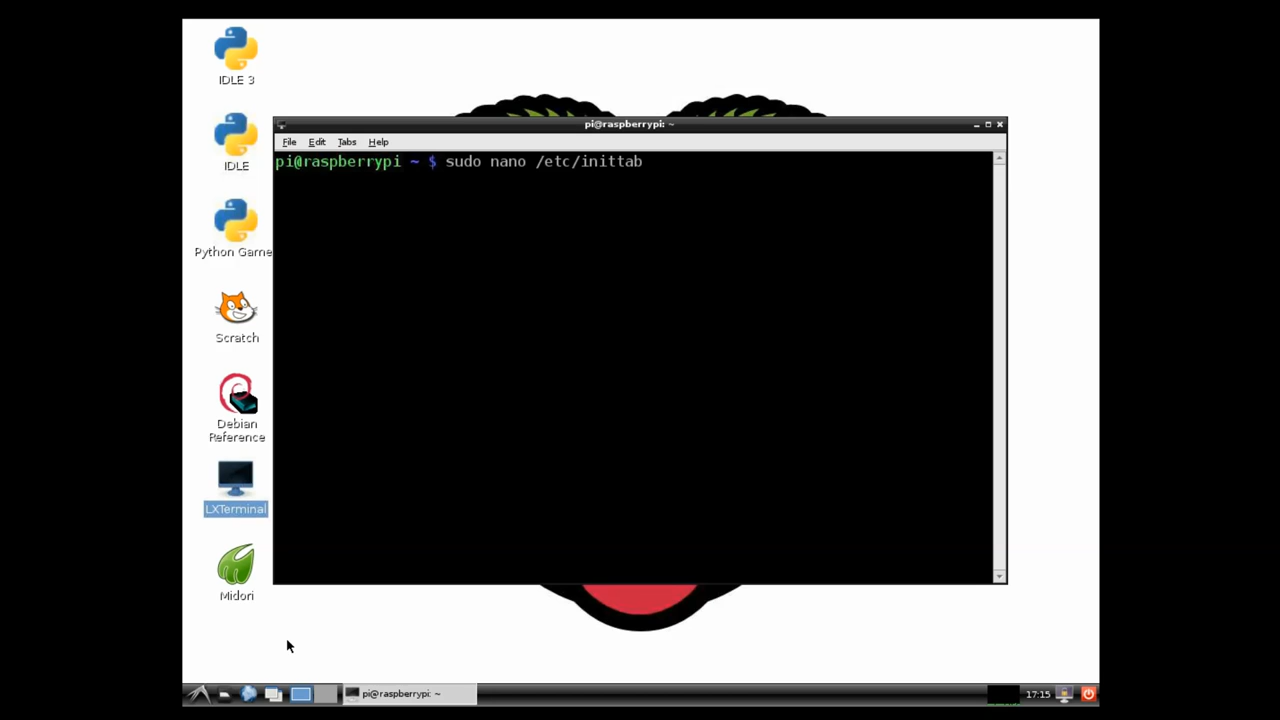 IDLE 3
IDLE
Python Game
Scratch
Debian
Reference
LXTerminal
Midori
pi@raspberrypi: ~
File Edit Tabs Help
pi@raspberrypi ~ $ sudo nano /etc/inittab
pi@raspberrypi: ~
17:15